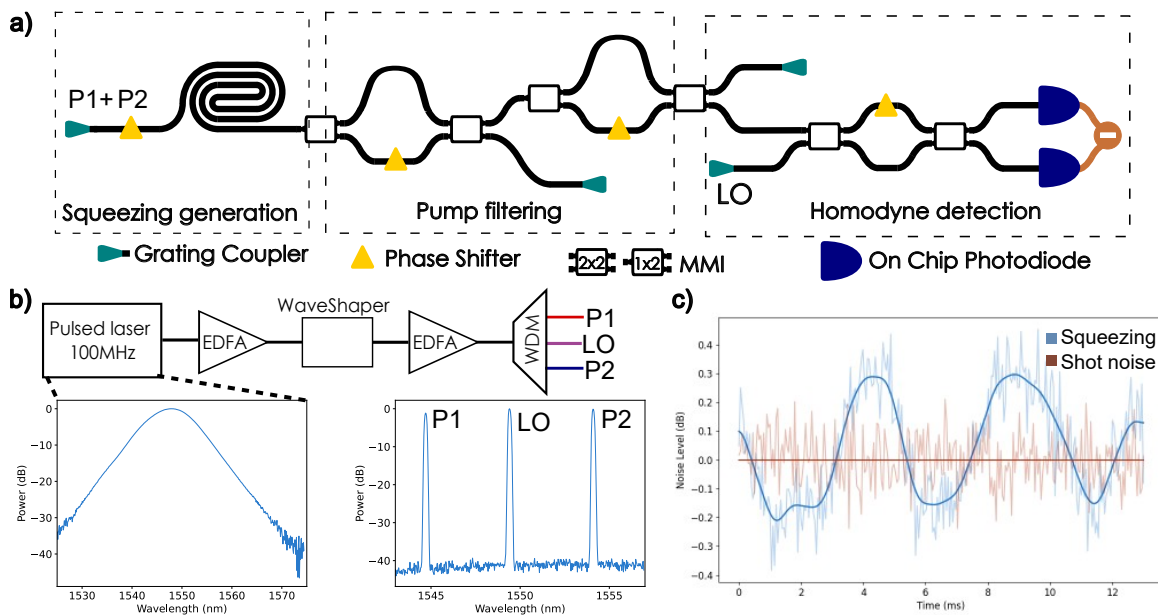 a)
P1+P2
LO
Squeezing generation
Pump filtering
Homodyne detection
Grating Coupler
Phase Shifter
2x2
1x2
MMI
On Chip Photodiode
b)
Pulsed laser
100MHz
EDFA
WaveShaper
EDFA
WDM
P1
LO
P2
0
−10
−20
−30
−40
Power (dB)
1530 1540 1550 1560 1570
Wavelength (nm)
P1 LO P2
0
−20
−40
Power (dB)
1545 1550 1555
Wavelength (nm)
c)
Squeezing
Shot noise
0.4
0.3
0.2
0.1
0.0
−0.1
−0.2
−0.3
−0.4
Noise Level (dB)
0 2 4 6 8 10 12
Time (ms)